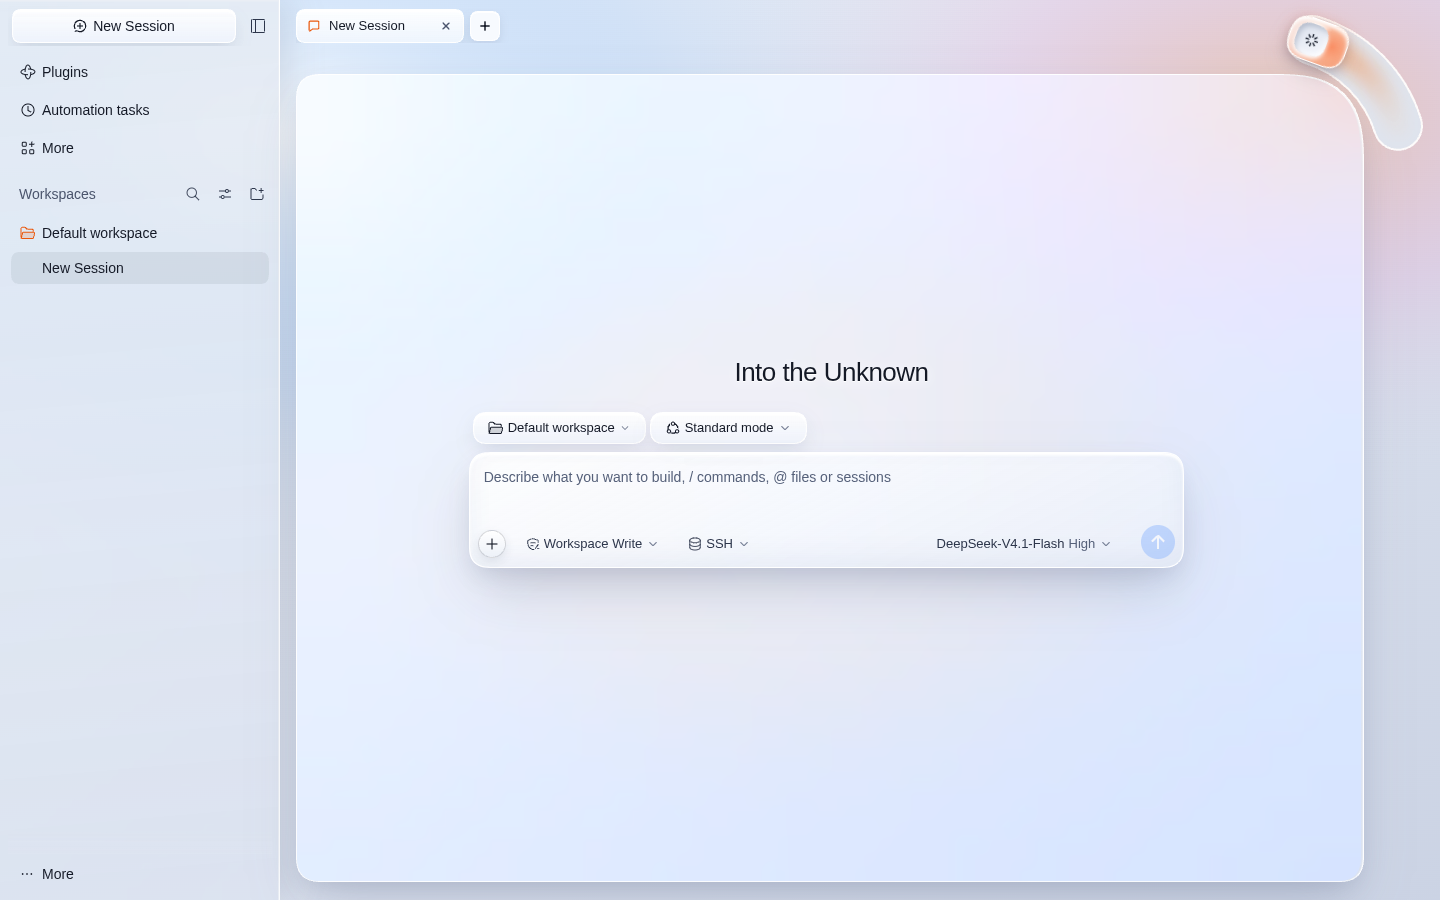 New Session
Plugins
Automation tasks
More
Workspaces
Default workspace
New Session
More
New Session
Into the Unknown
Default workspace
Standard mode
Describe what you want to build, / commands, @ files or sessions
Workspace Write
SSH
DeepSeek-V4.1-Flash High